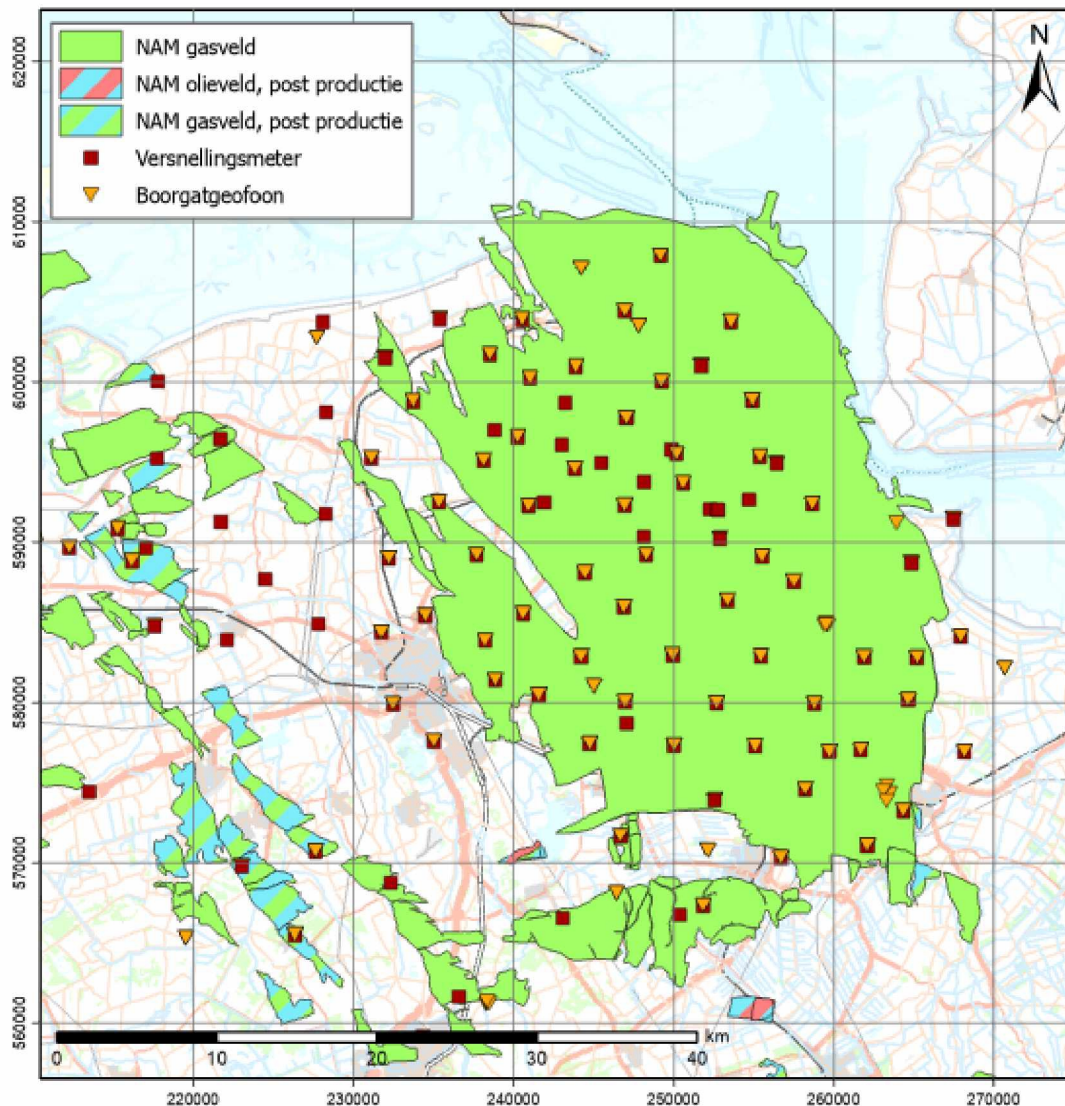 NAM gasveld
NAM olieveld, post productie
NAM gasveld, post productie
Versnellingsmeter
Boorgatgeofoon
N
620000
610000
600000
590000
580000
570000
560000
km
0 10 20 30 40
220000 230000 240000 250000 260000 270000